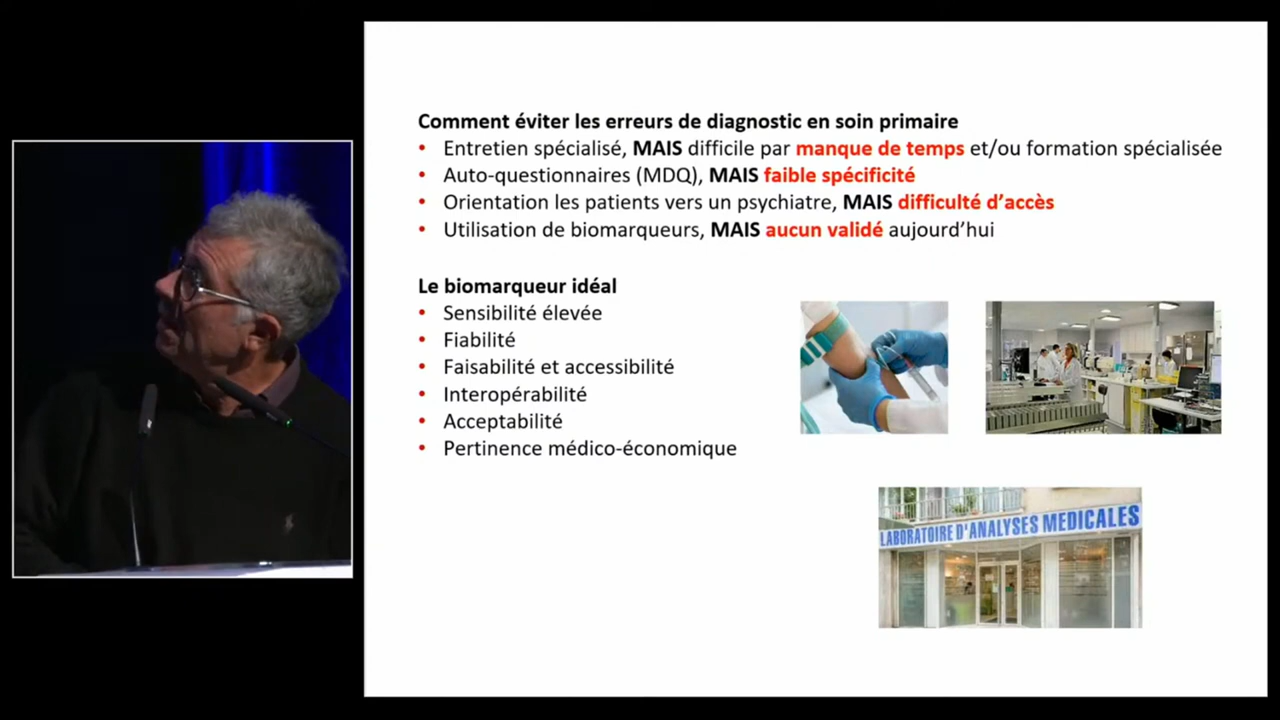 Comment éviter les erreurs de diagnostic en soin primaire
• Entretien spécialisé, MAIS difficile par manque de temps et/ou formation spécialisée
• Auto-questionnaires (MDQ), MAIS faible spécificité
• Orientation les patients vers un psychiatre, MAIS difficulté d’accès
• Utilisation de biomarqueurs, MAIS aucun validé aujourd’hui
Le biomarqueur idéal
• Sensibilité élevée
• Fiabilité
• Faisabilité et accessibilité
• Interopérabilité
• Acceptabilité
• Pertinence médico-économique
LABORATOIRE D'ANALYSES MEDICALES